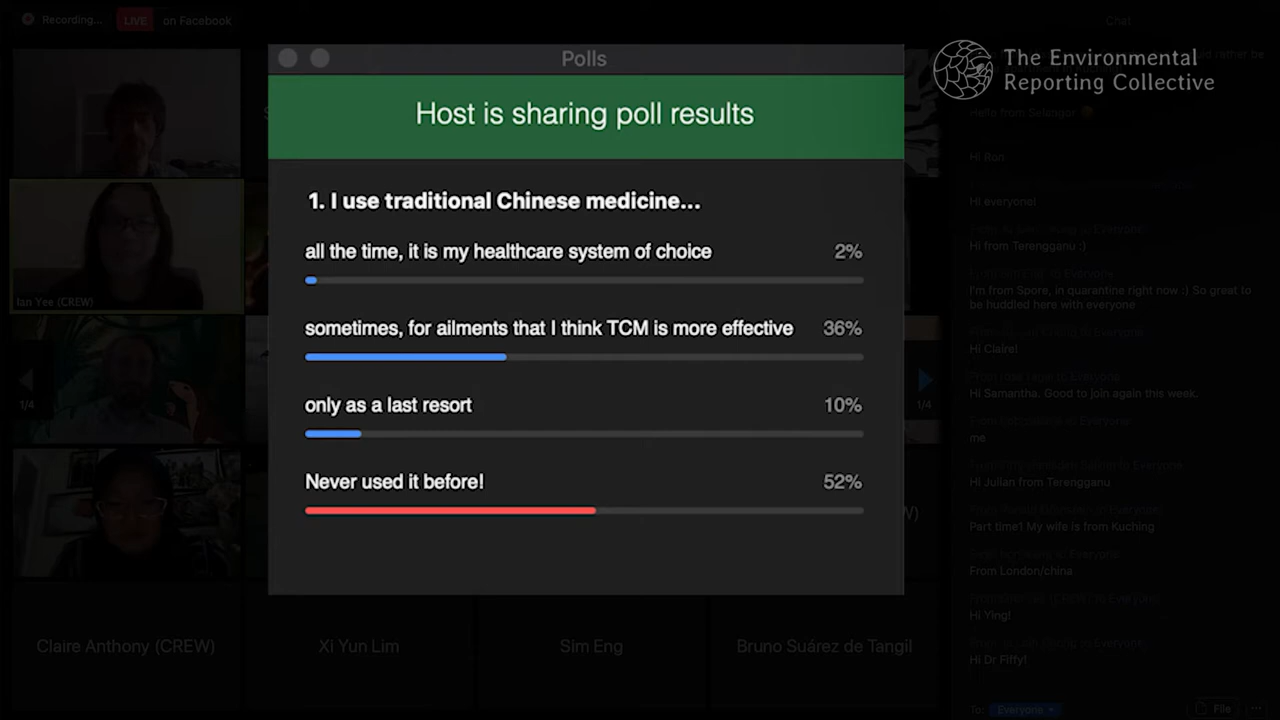 Recording...
LIVE
on Facebook
Chat
Polls
The Environmental
Reporting Collective
Host is sharing poll results
1. I use traditional Chinese medicine...
all the time, it is my healthcare system of choice
2%
sometimes, for ailments that I think TCM is more effective
36%
only as a last resort
10%
Never used it before!
52%
Ian Yee (CREW)
1/4
1/4
Claire Anthony (CREW)
Xi Yun Lim
Sim Eng
Bruno Suárez de Tangil
Hello from Selangor
Hi Ron
Hi everyone!
Hi from Terengganu :)
I'm from Spore, in quarantine right now :) So great to
be huddled here with everyone
Hi Claire!
Hi Samantha. Good to join again this week.
me
Hi Julian from Terengganu
Part time! My wife is from Kuching
From London/china
Hi Ying!
Hi Dr Fiffy!
To:
Everyone
File